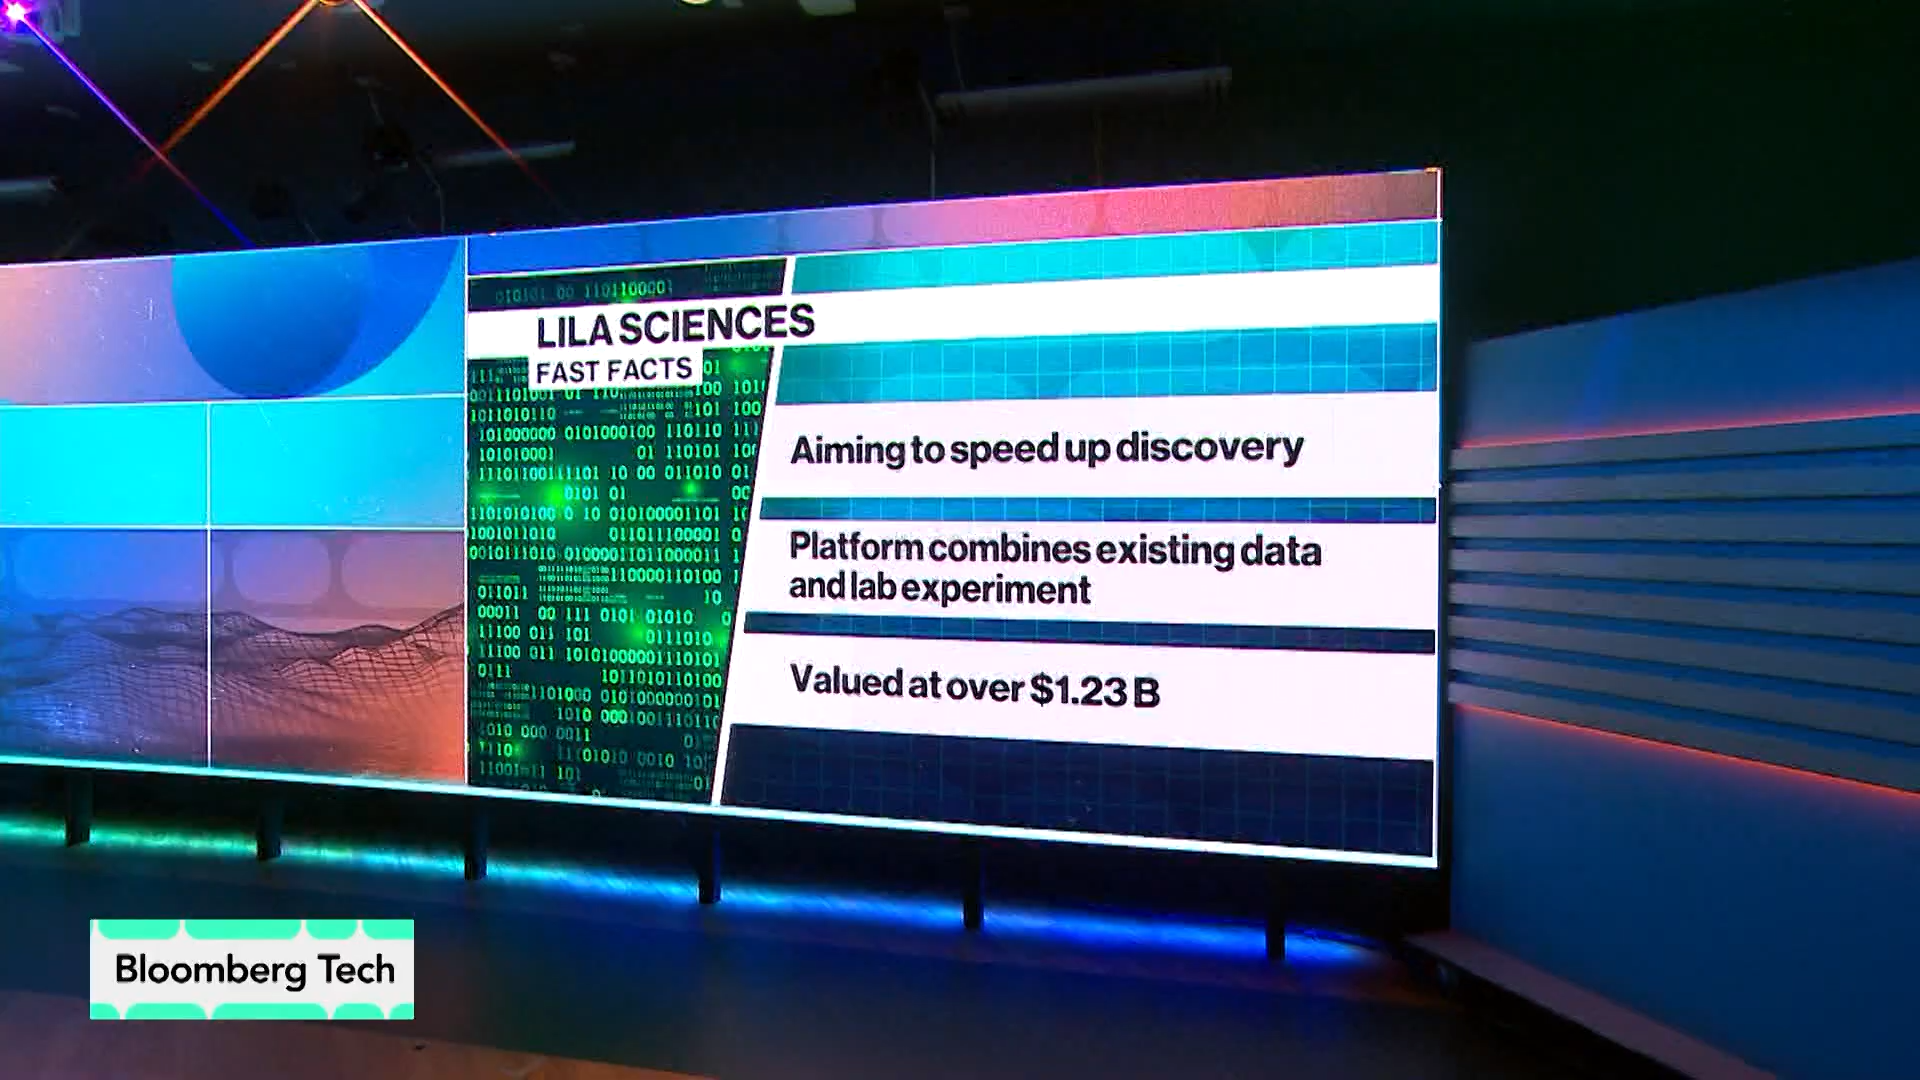 LILA SCIENCES
FAST FACTS
Aiming to speed up discovery
Platform combines existing data
and lab experiment
Valued at over $1.23 B
Bloomberg Tech